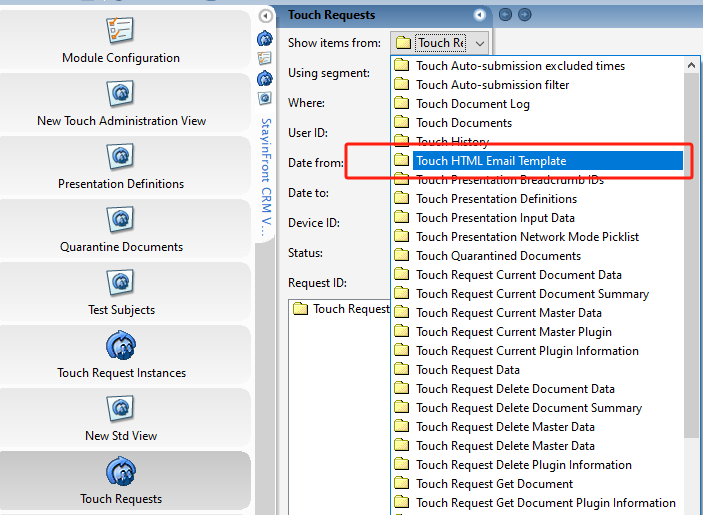 Module Configuration
New Touch Administration View
Presentation Definitions
Quarantine Documents
Test Subjects
Touch Request Instances
New Std View
Touch Requests
StayinFront CRM V...
Touch Requests
Show items from:
Touch Re
Using segment:
Where:
User ID:
Date from:
Date to:
Device ID:
Status:
Request ID:
Touch Request
Touch Auto-submission excluded times
Touch Auto-submission filter
Touch Document Log
Touch Documents
Touch History
Touch HTML Email Template
Touch Presentation Breadcrumb IDs
Touch Presentation Definitions
Touch Presentation Input Data
Touch Presentation Network Mode Picklist
Touch Quarantined Documents
Touch Request Current Document Data
Touch Request Current Document Summary
Touch Request Current Master Data
Touch Request Current Master Plugin
Touch Request Current Plugin Information
Touch Request Data
Touch Request Delete Document Data
Touch Request Delete Document Summary
Touch Request Delete Master Data
Touch Request Delete Master Data
Touch Request Delete Plugin Information
Touch Request Get Document
Touch Request Get Document Plugin Information